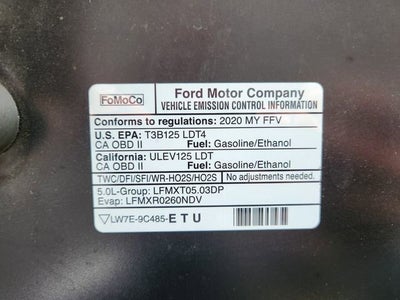 FoMoCo Ford Motor Company
VEHICLE EMISSION CONTROL INFORMATION
Conforms to regulations: 2020 MY FFV
U.S. EPA: T3B125 LDT4
CA OBD II Fuel: Gasoline/Ethanol
California: ULEV125 LDT
CA OBD II Fuel: Gasoline/Ethanol
TWC/DFI/SFI/WR-HO2S/HO2S No adjustments needed.
5.0L-Group: LFMXT05.03DP
Evap: LFMXR0260NDV
LW7E-9C485-ETU